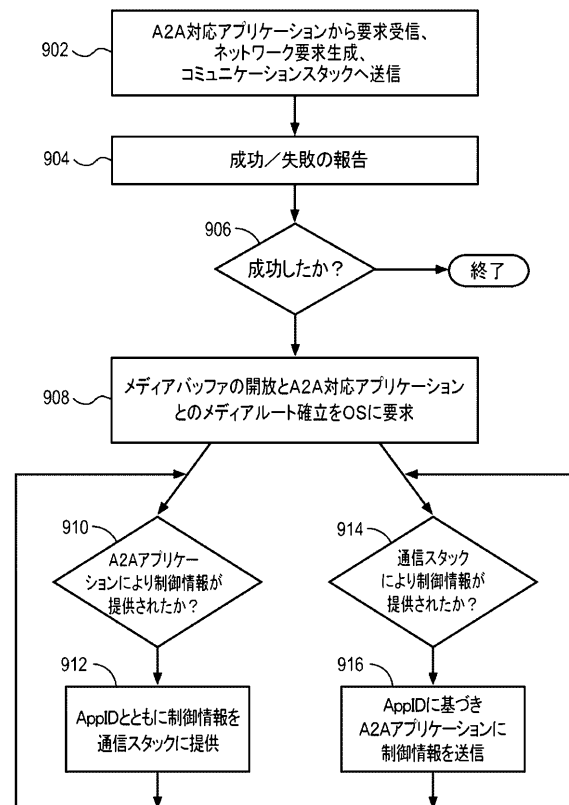 902
A2A対応アプリケーションから要求受信、
ネットワーク要求生成、
コミュニケーションスタックへ送信
904
成功／失敗の報告
906
成功したか？
終了
908
メディアバッファの開放とA2A対応アプリケーション
とのメディアルート確立をOSに要求
910
A2Aアプリケー
ションにより制御情報が
提供されたか？
914
通信スタック
により制御情報が
提供されたか？
912
AppIDとともに制御情報を
通信スタックに提供
916
AppIDに基づき
A2Aアプリケーションに
制御情報を送信